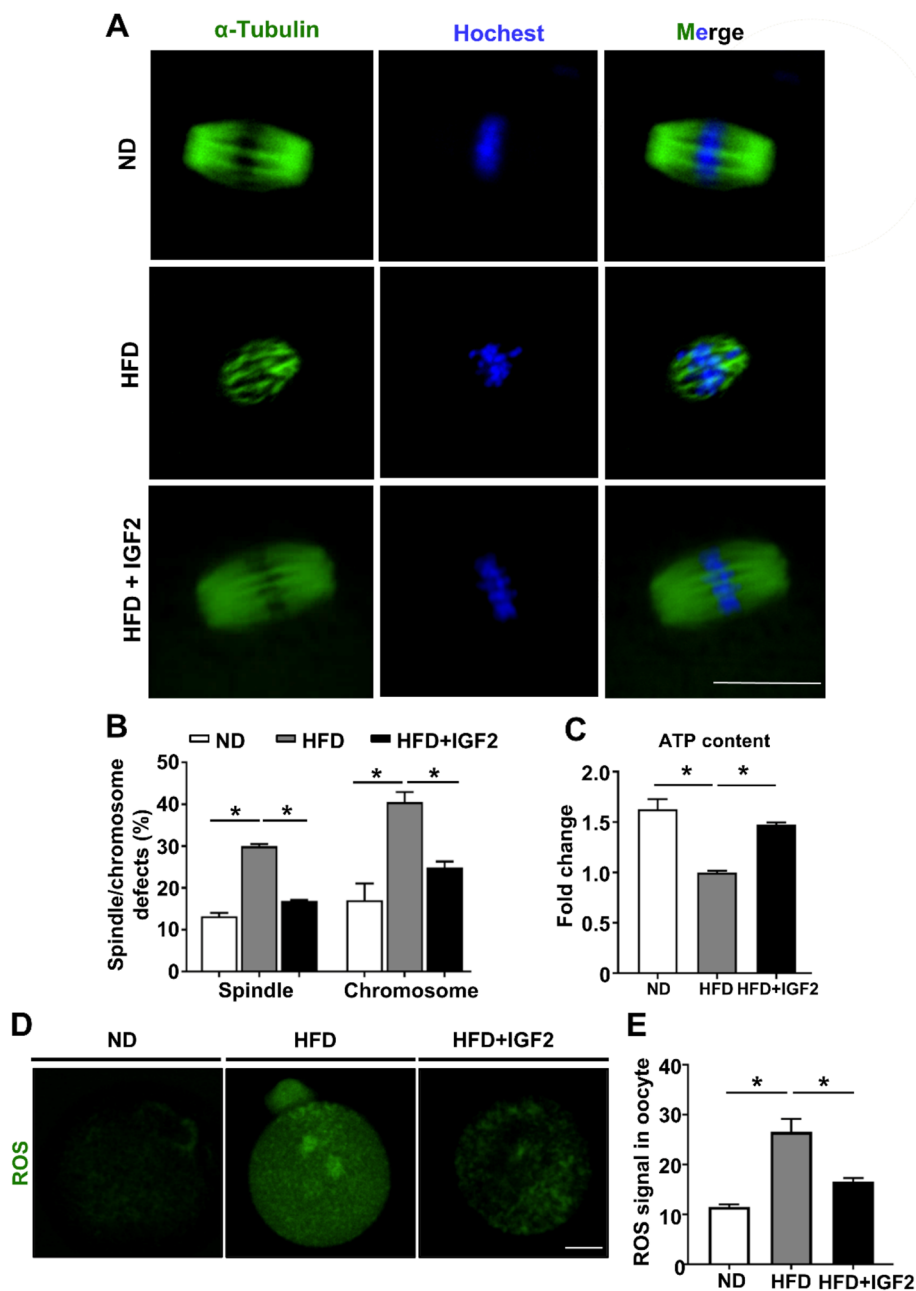 A
α-Tubulin Hochest Merge
ND
HFD
HFD + IGF2
B
ND HFD HFD+IGF2
Spindle/chromosome
defects (%)
50
40
30
20
10
0
* * * *
Spindle Chromosome
C
ATP content
Fold change
2.0
1.5
1.0
0.5
0
* *
ND HFD HFD+IGF2
D
ND HFD HFD+IGF2
ROS
E
ROS signal in oocyte
40
30
20
10
0
* *
ND HFD HFD+IGF2